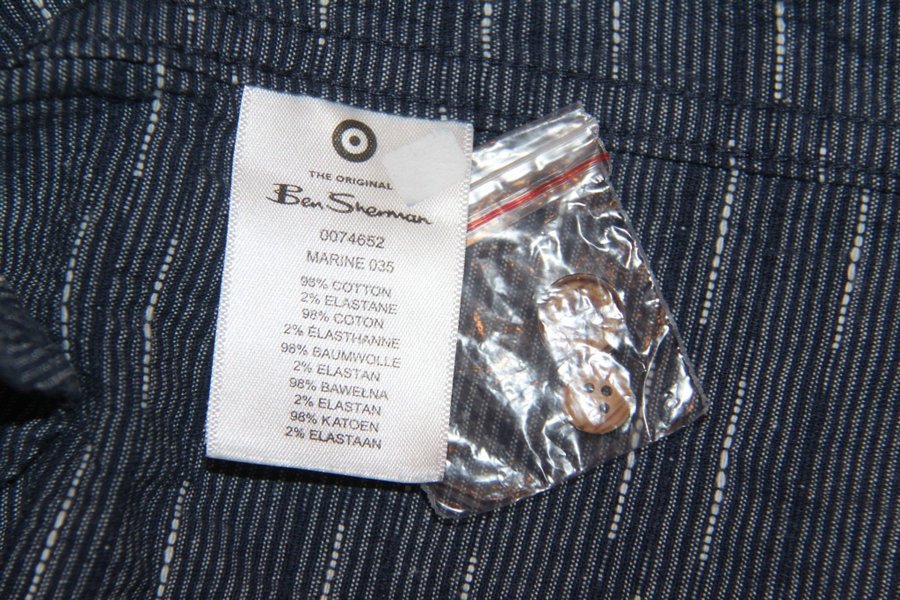 THE ORIGINAL
Ben Sherman
0074652
MARINE 035
98% COTTON
2% ELASTANE
98% COTON
2% ÉLASTHANNE
98% BAUMWOLLE
2% ELASTAN
98% BAWEŁNA
2% ELASTAN
98% KATOEN
2% ELASTAAN